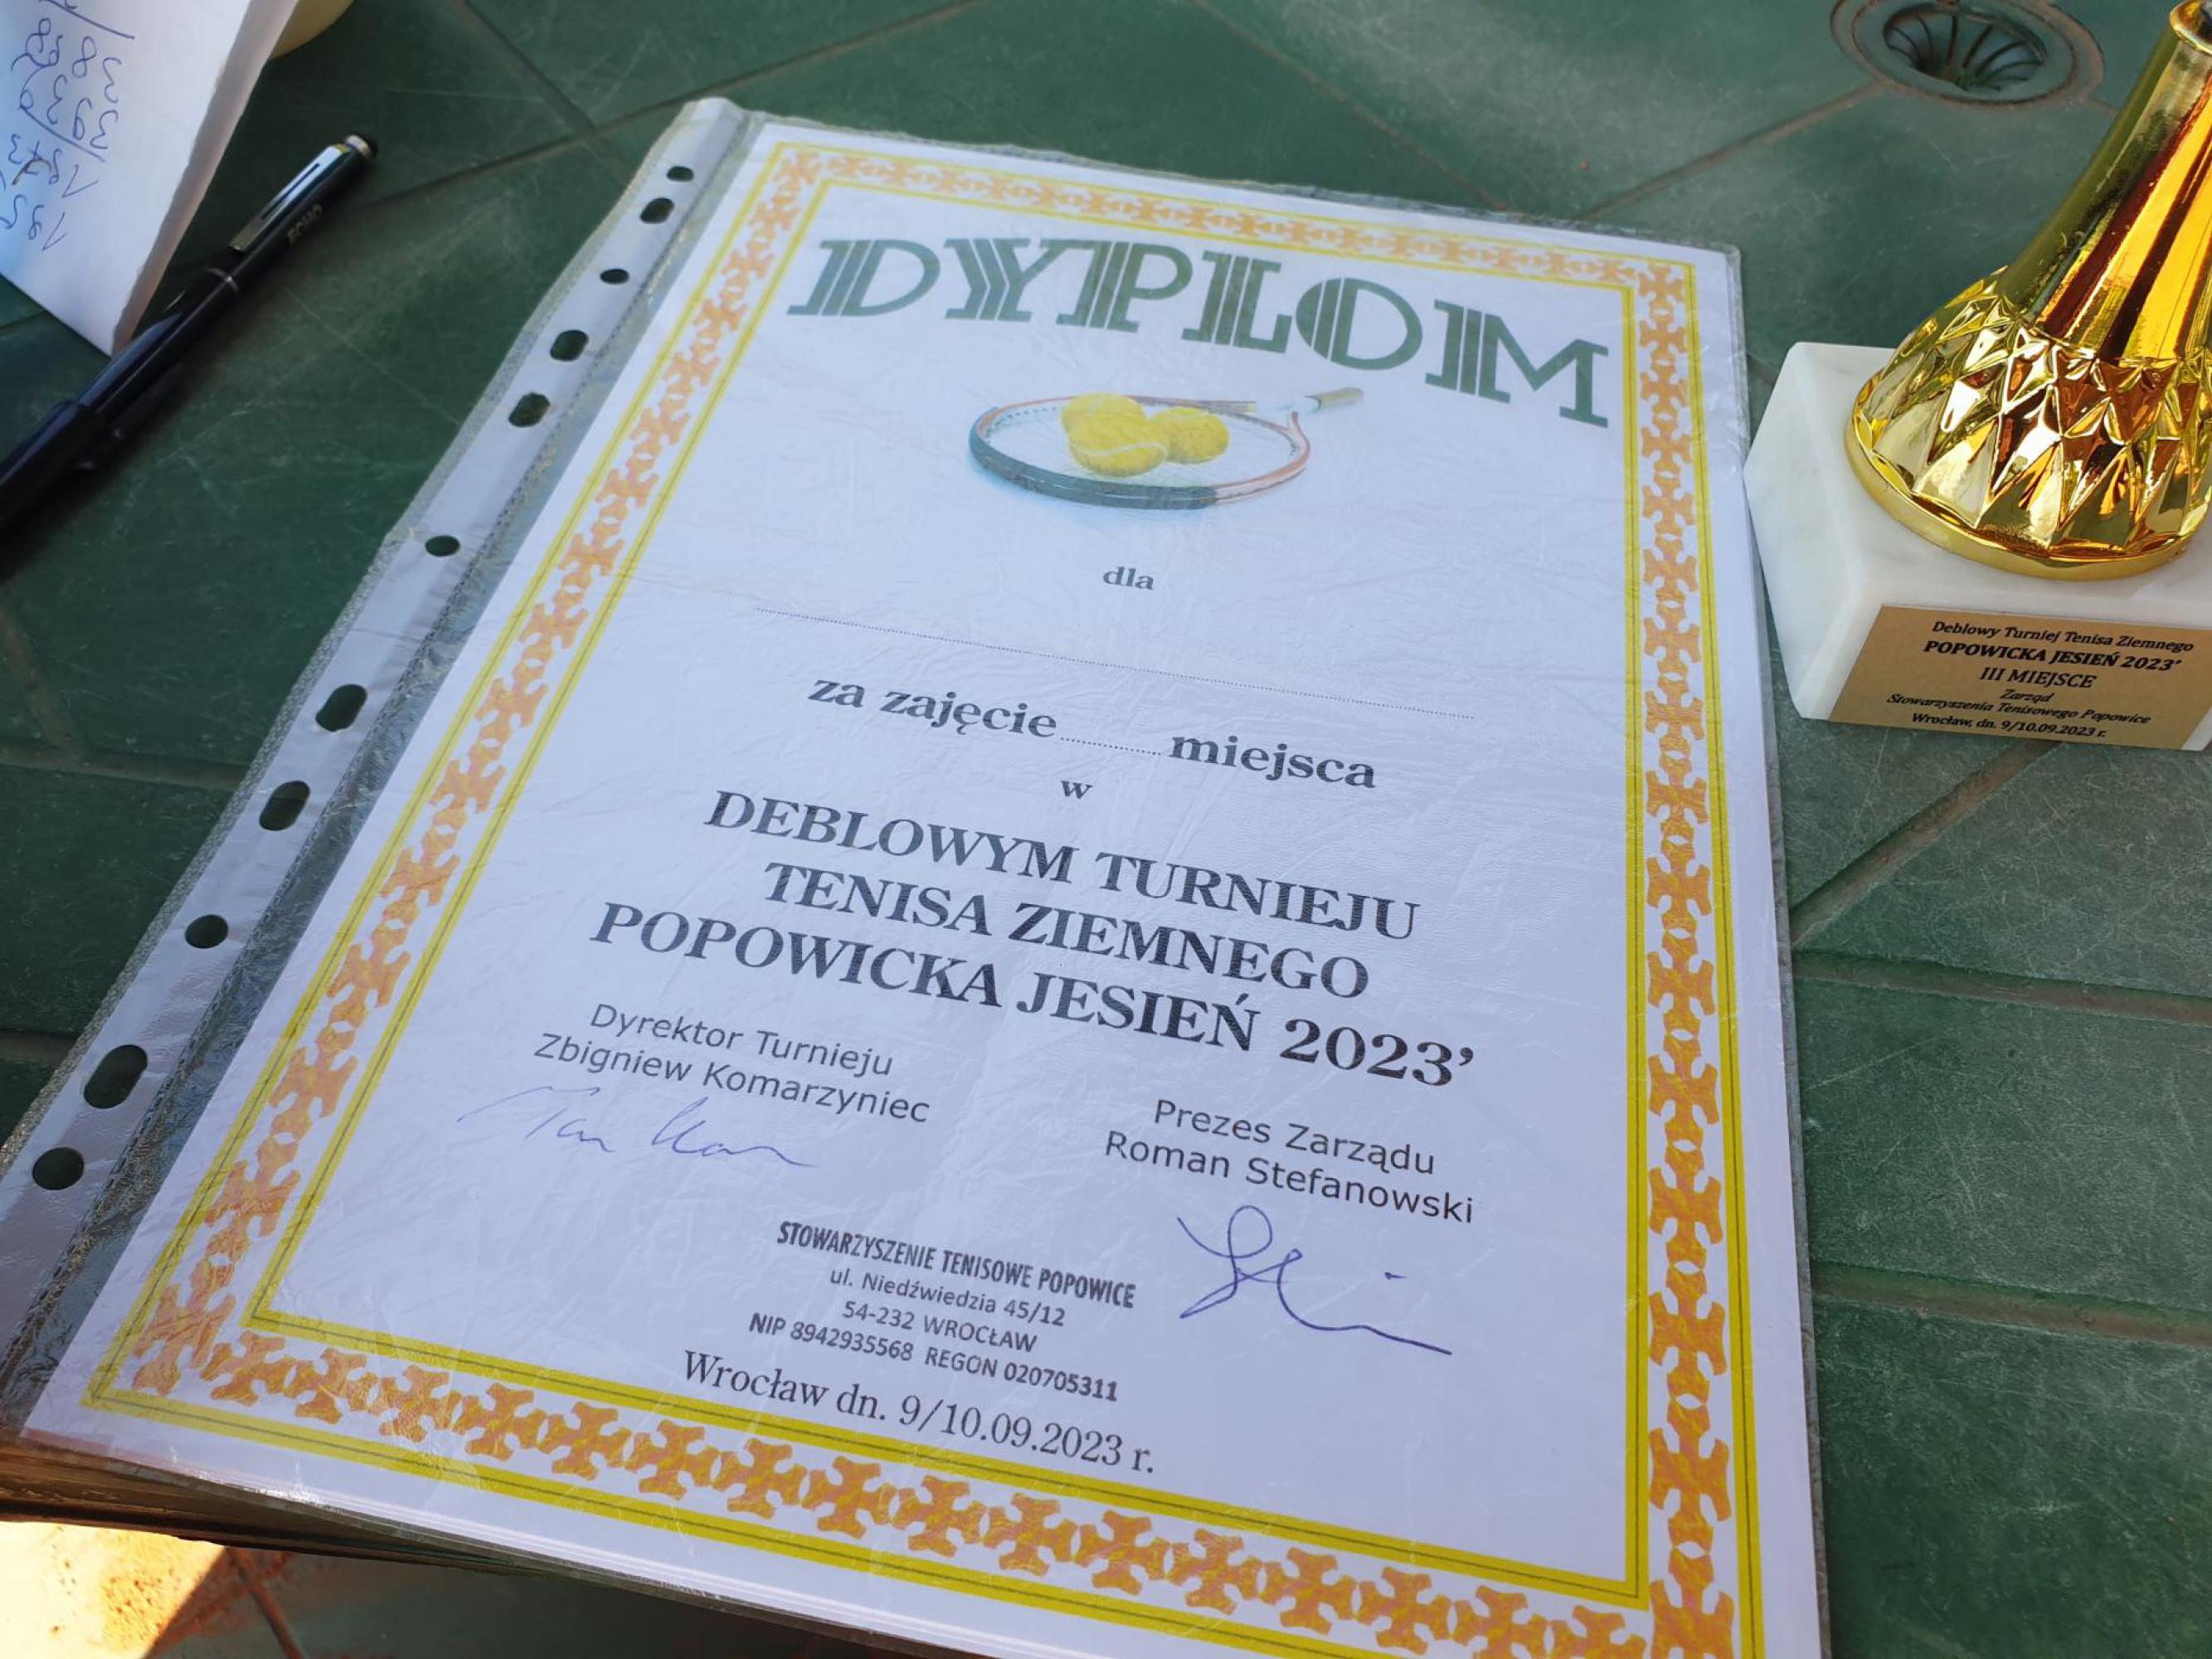 DYPLOM
dla
za zajęcie.......... miejsca
w
DEBLOWYM TURNIEJU
TENISA ZIEMNEGO
POPOWICKA JESIEŃ 2023’
Dyrektor Turnieju
Zbigniew Komarzyniec
Prezes Zarządu
Roman Stefanowski
STOWARZYSZENIE TENISOWE POPOWICE
ul. Niedźwiedzia 45/12
54-232 WROCŁAW
NIP 8942935568 REGON 020705311
Wrocław dn. 9/10.09.2023 r.
Deblowy Turniej Tenisa Ziemnego
POPOWICKA JESIEŃ 2023’
III MIEJSCE
Zarząd
Stowarzyszenia Tenisowego Popowice
Wrocław, dn. 9/10.09.2023 r.
ECHO